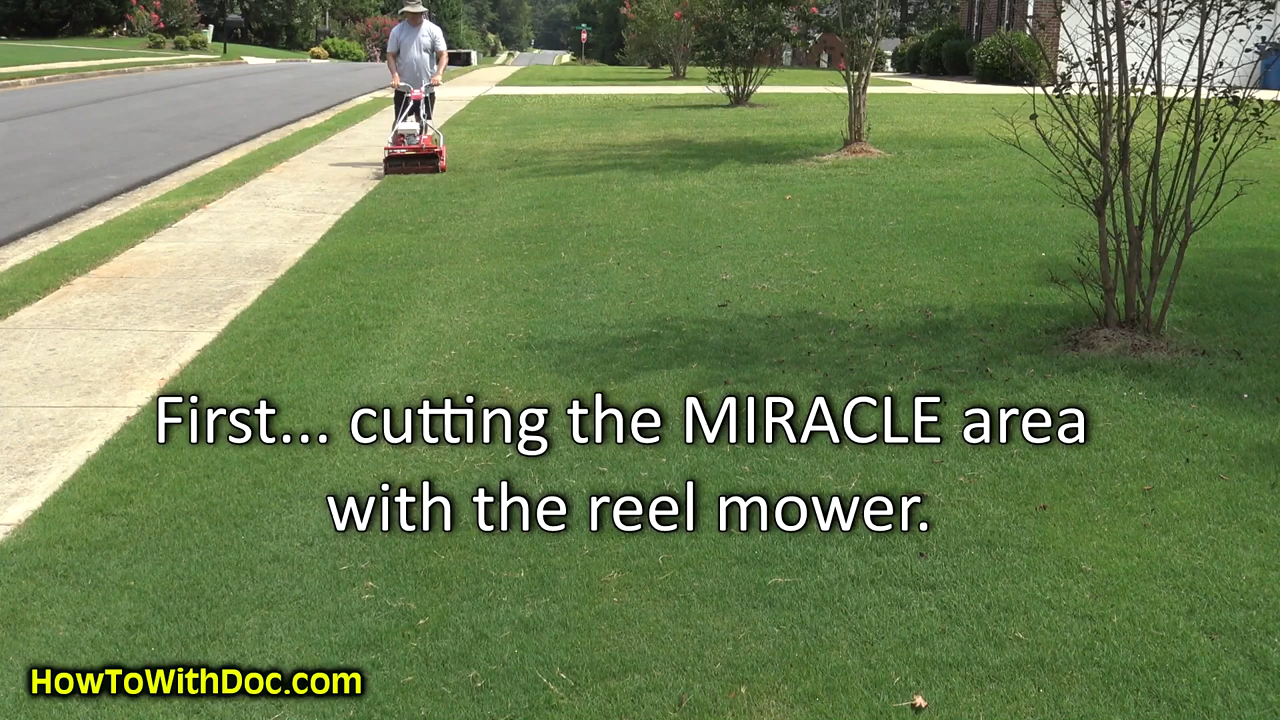 First... cutting the MIRACLE area
with the reel mower.
HowToWithDoc.com